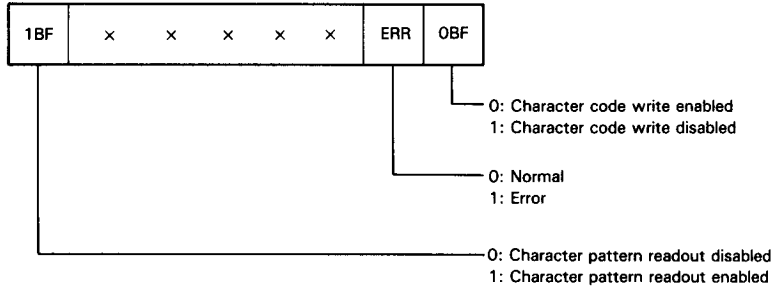 1BF × × × × × ERR OBF
0: Character code write enabled
1: Character code write disabled
0: Normal
1: Error
0: Character pattern readout disabled
1: Character pattern readout enabled